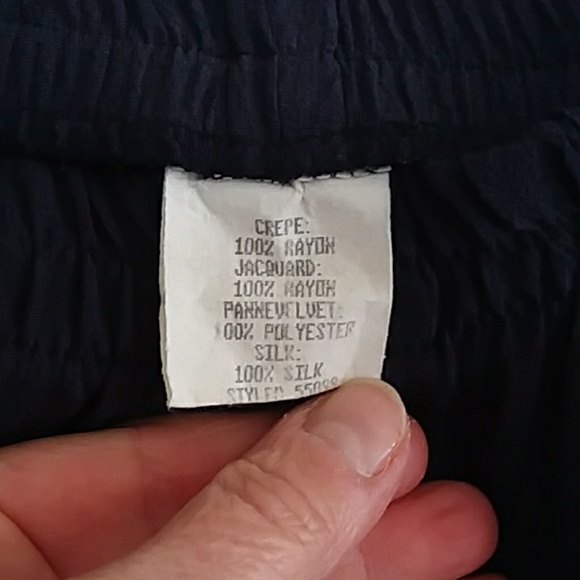 CREPE:
100% RAYON
JACQUARD:
100% RAYON
PANNEVELVET:
100% POLYESTER
SILK:
100% SILK